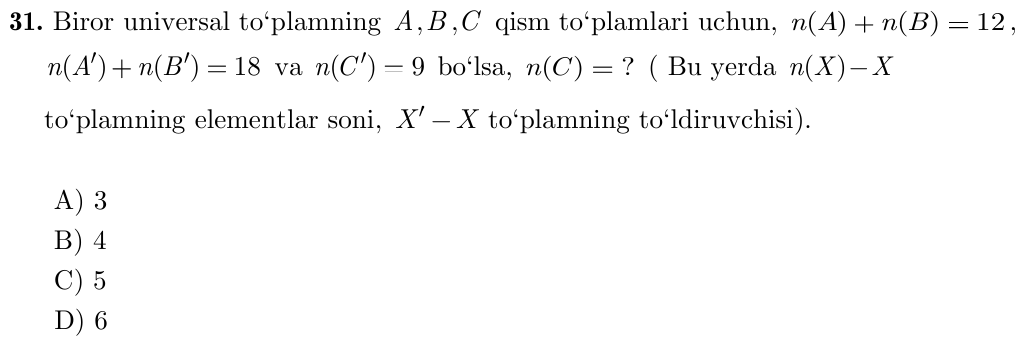 31. Biror universal to‘plamning A,B,C qism to‘plamlari uchun, n(A) + n(B) = 12,
n(A′) + n(B′) = 18 va n(C′) = 9 bo‘lsa, n(C) = ? ( Bu yerda n(X) – X
to‘plamning elementlar soni, X′ – X to‘plamning to‘ldiruvchisi).
A) 3
B) 4
C) 5
D) 6